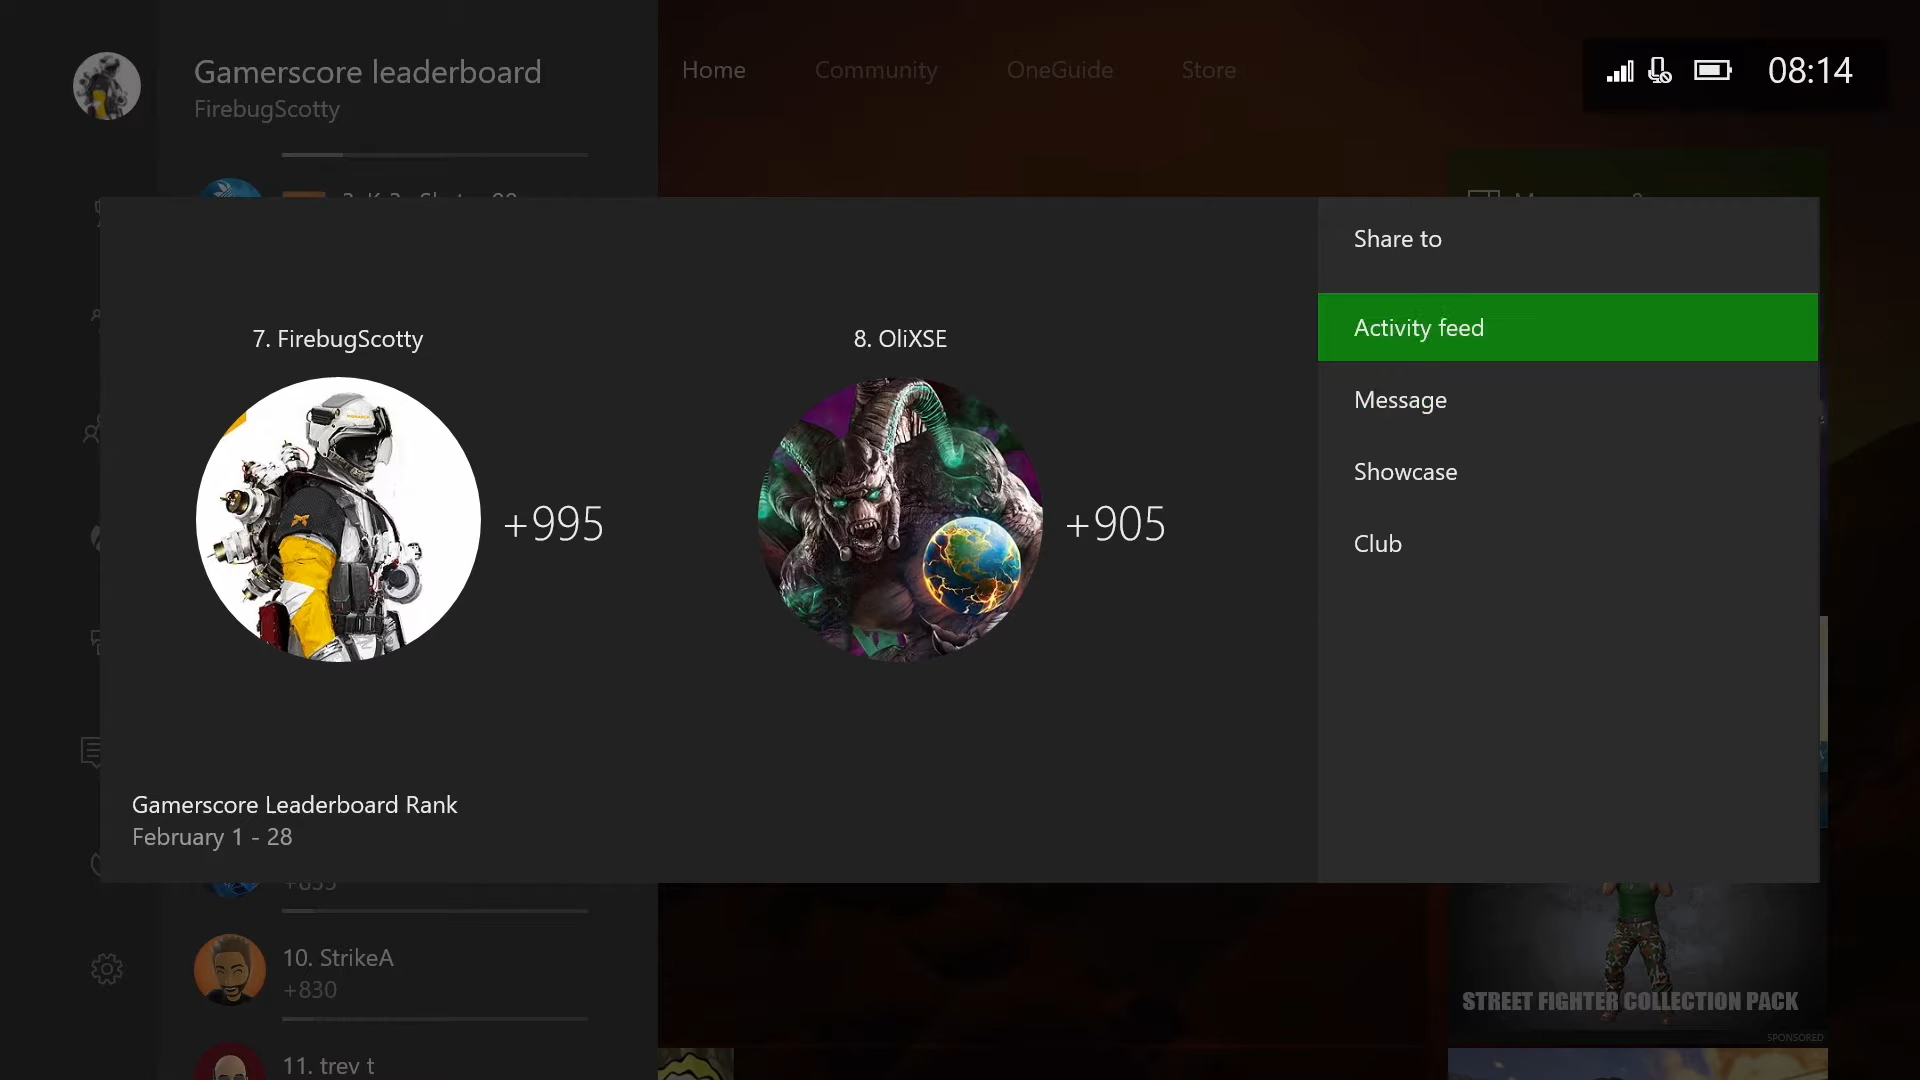 Gamerscore leaderboard
FirebugScotty
Home
Community
OneGuide
Store
08:14
7. FirebugScotty
+995
8. OliXSE
+905
Gamerscore Leaderboard Rank
February 1 - 28
Share to
Activity feed
Message
Showcase
Club
10. StrikeA
+830
11. trev t
STREET FIGHTER COLLECTION PACK
SPONSORED